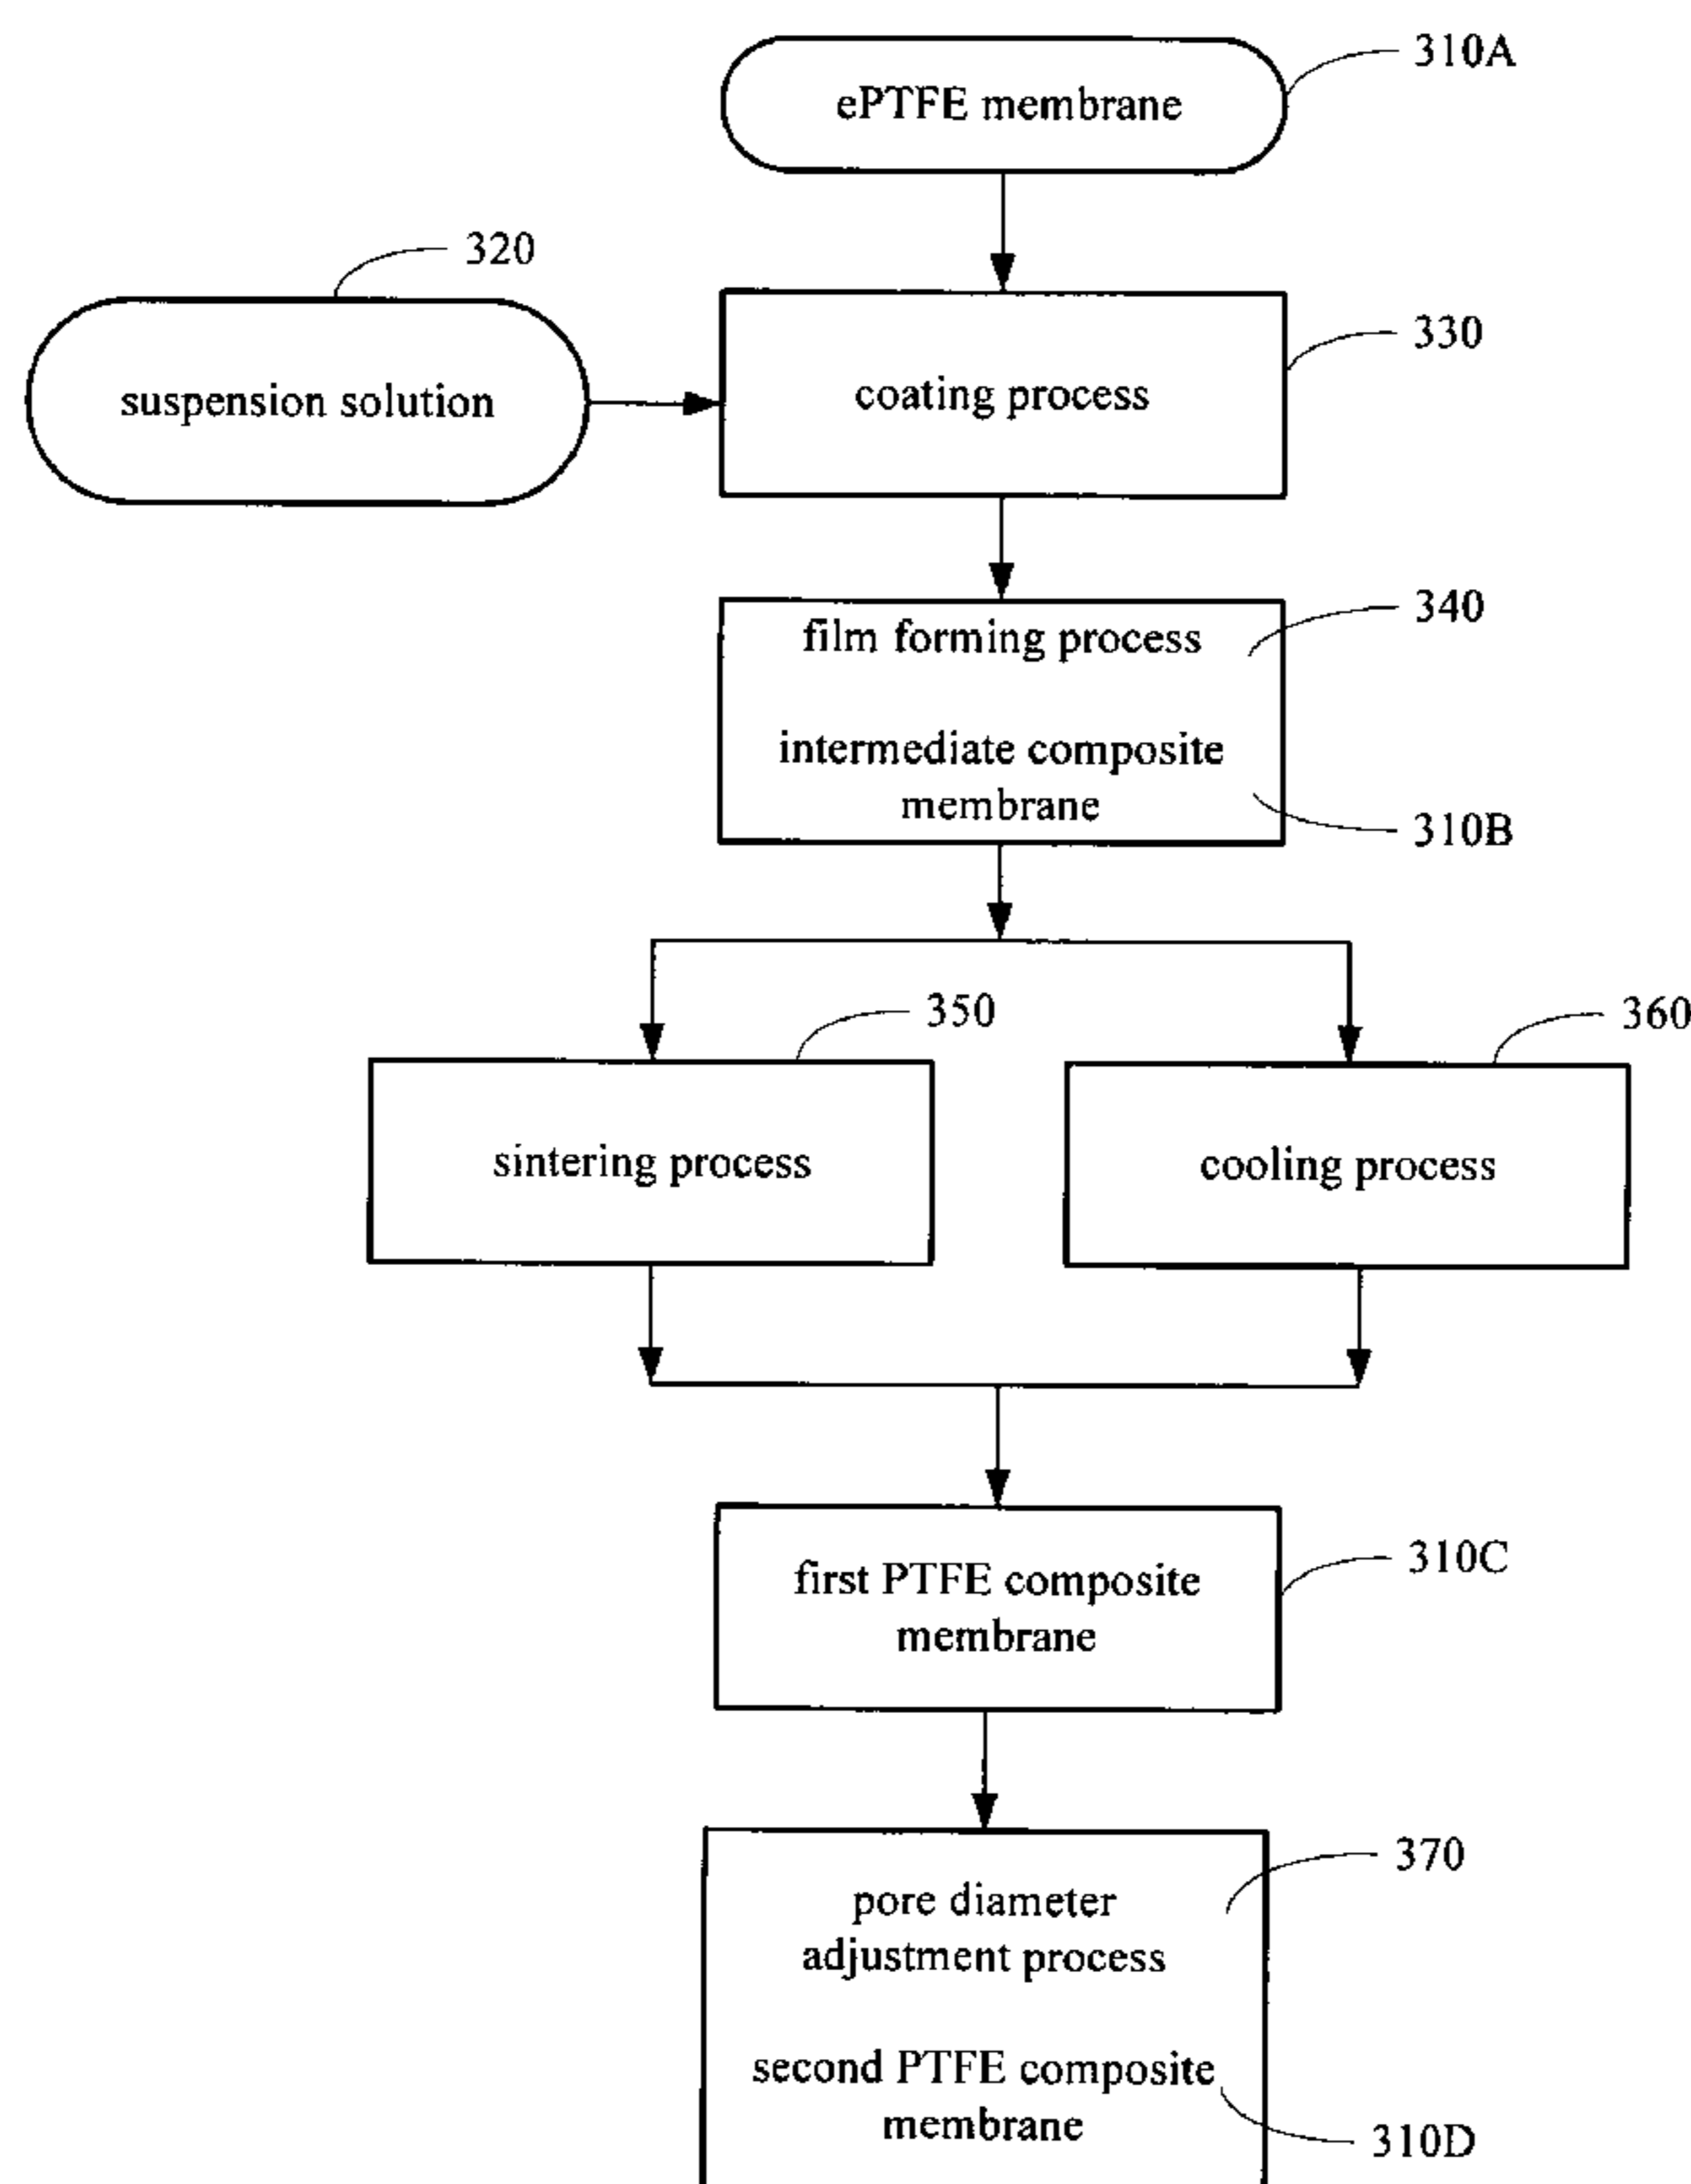 310A
ePTFE membrane
320
330
suspension solution
coating process
340
film forming process
intermediate composite
membrane
310B
350
360
sintering process
cooling process
310C
first PTFE composite
membrane
370
pore diameter
adjustment process
second PTFE composite
membrane
310D